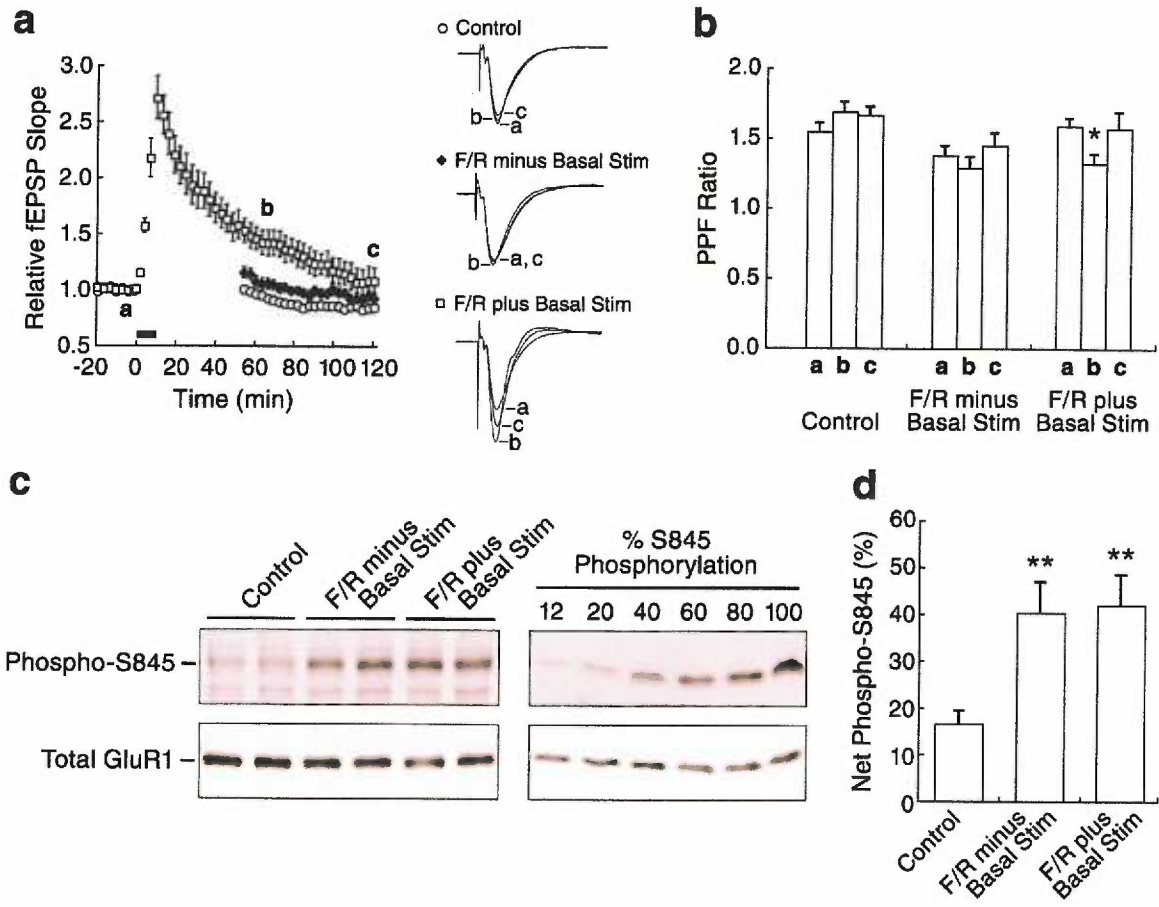 a
Relative fEPSP Slope
3.0
2.5
2.0
1.5
1.0
0.5
a
b
c
-20 0 20 40 60 80 100 120
Time (min)
Control
b
c
a
F/R minus Basal Stim
b
a, c
F/R plus Basal Stim
a
c
b
b
PPF Ratio
2.0
1.5
1.0
0.5
0.0
*
a b c
a b c
a b c
Control
F/R minus
Basal Stim
F/R plus
Basal Stim
c
Control
F/R minus
Basal Stim
F/R plus
Basal Stim
% S845
Phosphorylation
12 20 40 60 80 100
Phospho-S845
Total GluR1
d
Net Phospho-S845 (%)
60
50
40
30
20
10
0
**
**
Control
F/R minus
Basal Stim
F/R plus
Basal Stim